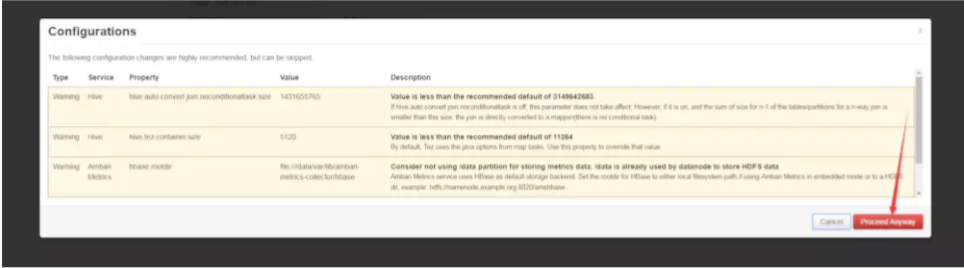 Configurations
x
The following configuration changes are highly recommended, but can be skipped.
Type Service Property Value Description
Warning Hive hive.auto.convert.join.noconditionaltask.size 1431655765 Value is less than the recommended default of 3149642683
If hive.auto.convert.join.noconditionaltask is off, this parameter does not take affect. However, if it is on, and the sum of size for n-1 of the tables/partitions for a n-way join is
smaller than this size, the join is directly converted to a mapjoin(there is no conditional task).
Warning Hive hive.tez.container.size 5120 Value is less than the recommended default of 11264
By default, Tez uses the java options from map tasks. Use this property to override that value.
Warning Ambari Metrics hbase.rootdir file:///data/var/lib/ambari-metrics-collector/hbase Consider not using /data partition for storing metrics data. /data is already used by datanode to store HDFS data
Ambari Metrics service uses HBase as default storage backend. Set the rootdir for HBase to either local filesystem path if using Ambari Metrics in embedded mode or to a HDFS
dir, example: hdfs://namenode.example.org:8020/amshbase.
Cancel Proceed Anyway